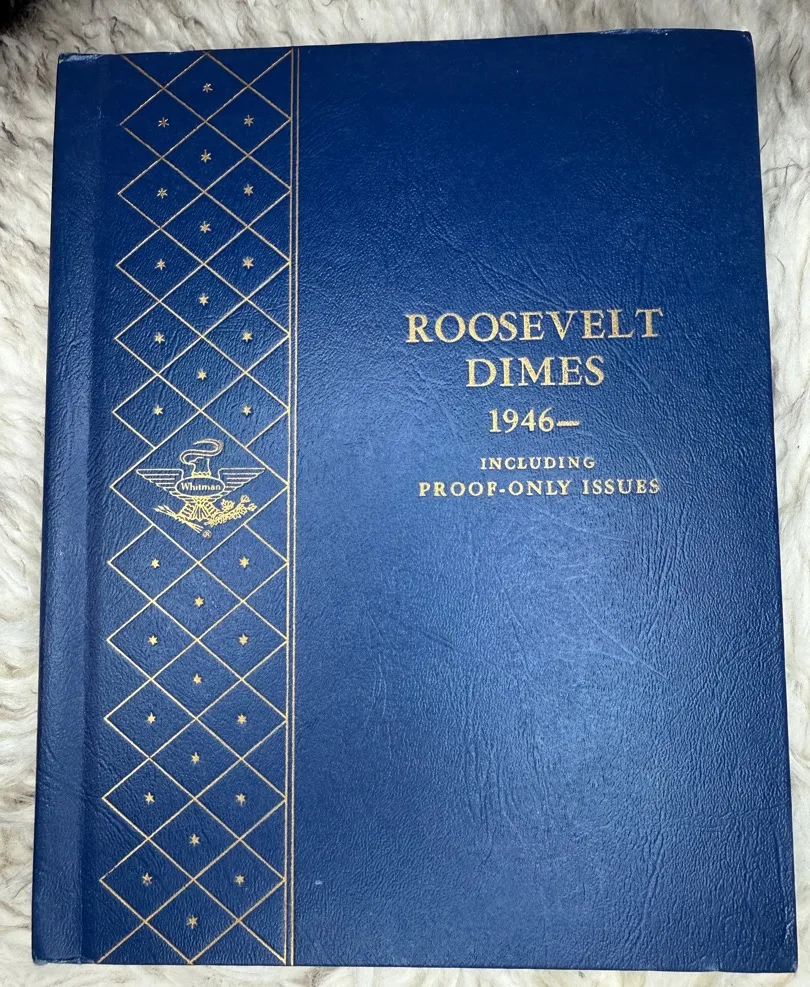 ROOSEVELT
DIMES
1946—
INCLUDING
PROOF-ONLY ISSUES
Whitman
®